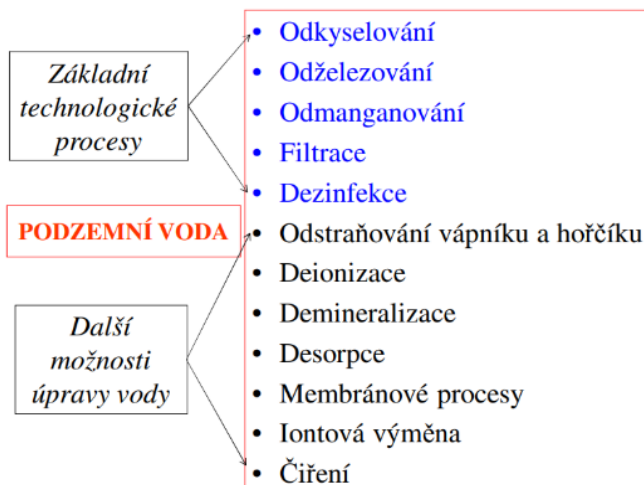 Základní
technologické
procesy
PODZEMNÍ VODA
Další
možnosti
úpravy vody
• Odkyselování
• Odželezování
• Odmanganování
• Filtrace
• Dezinfekce
• Odstraňování vápníku a hořčíku
• Deionizace
• Demineralizace
• Desorpce
• Membránové procesy
• Iontová výměna
• Čiření